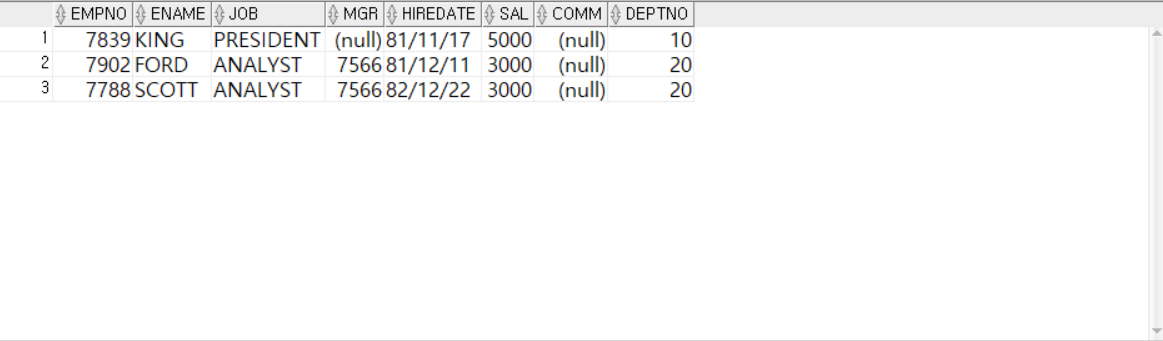 EMPNO ENAME JOB MGR HIREDATE SAL COMM DEPTNO
1 7839 KING PRESIDENT (null) 81/11/17 5000 (null) 10
2 7902 FORD ANALYST 7566 81/12/11 3000 (null) 20
3 7788 SCOTT ANALYST 7566 82/12/22 3000 (null) 20